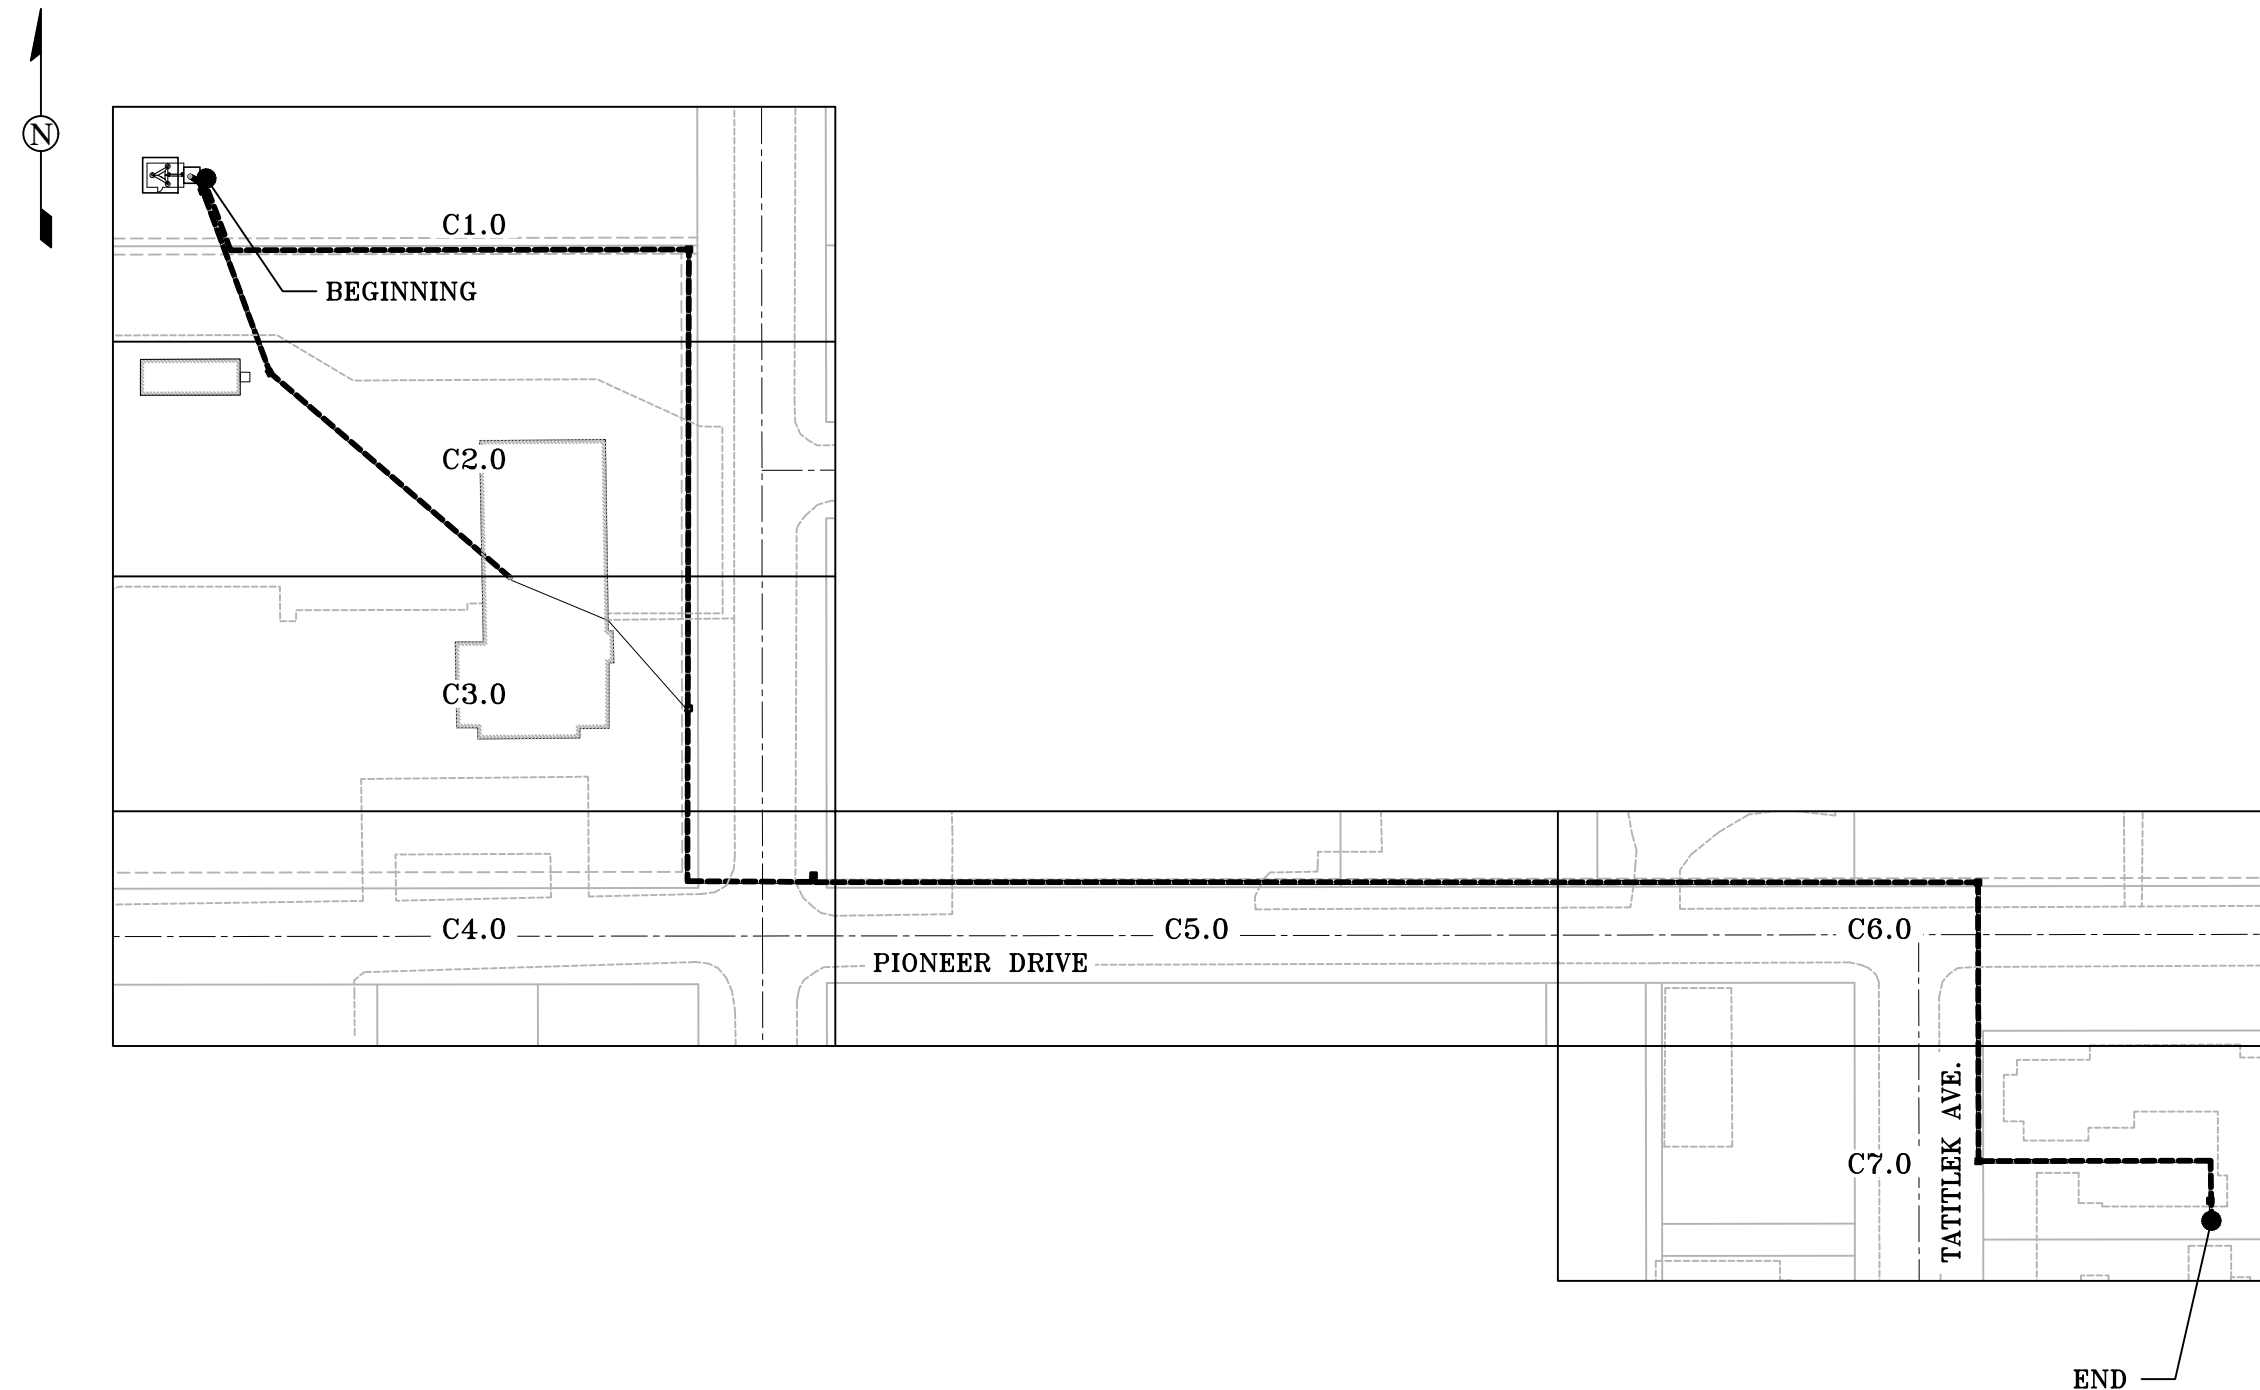 N
C1.0
BEGINNING
C2.0
C3.0
C4.0
C5.0
C6.0
PIONEER DRIVE
TATITLEK AVE.
C7.0
END